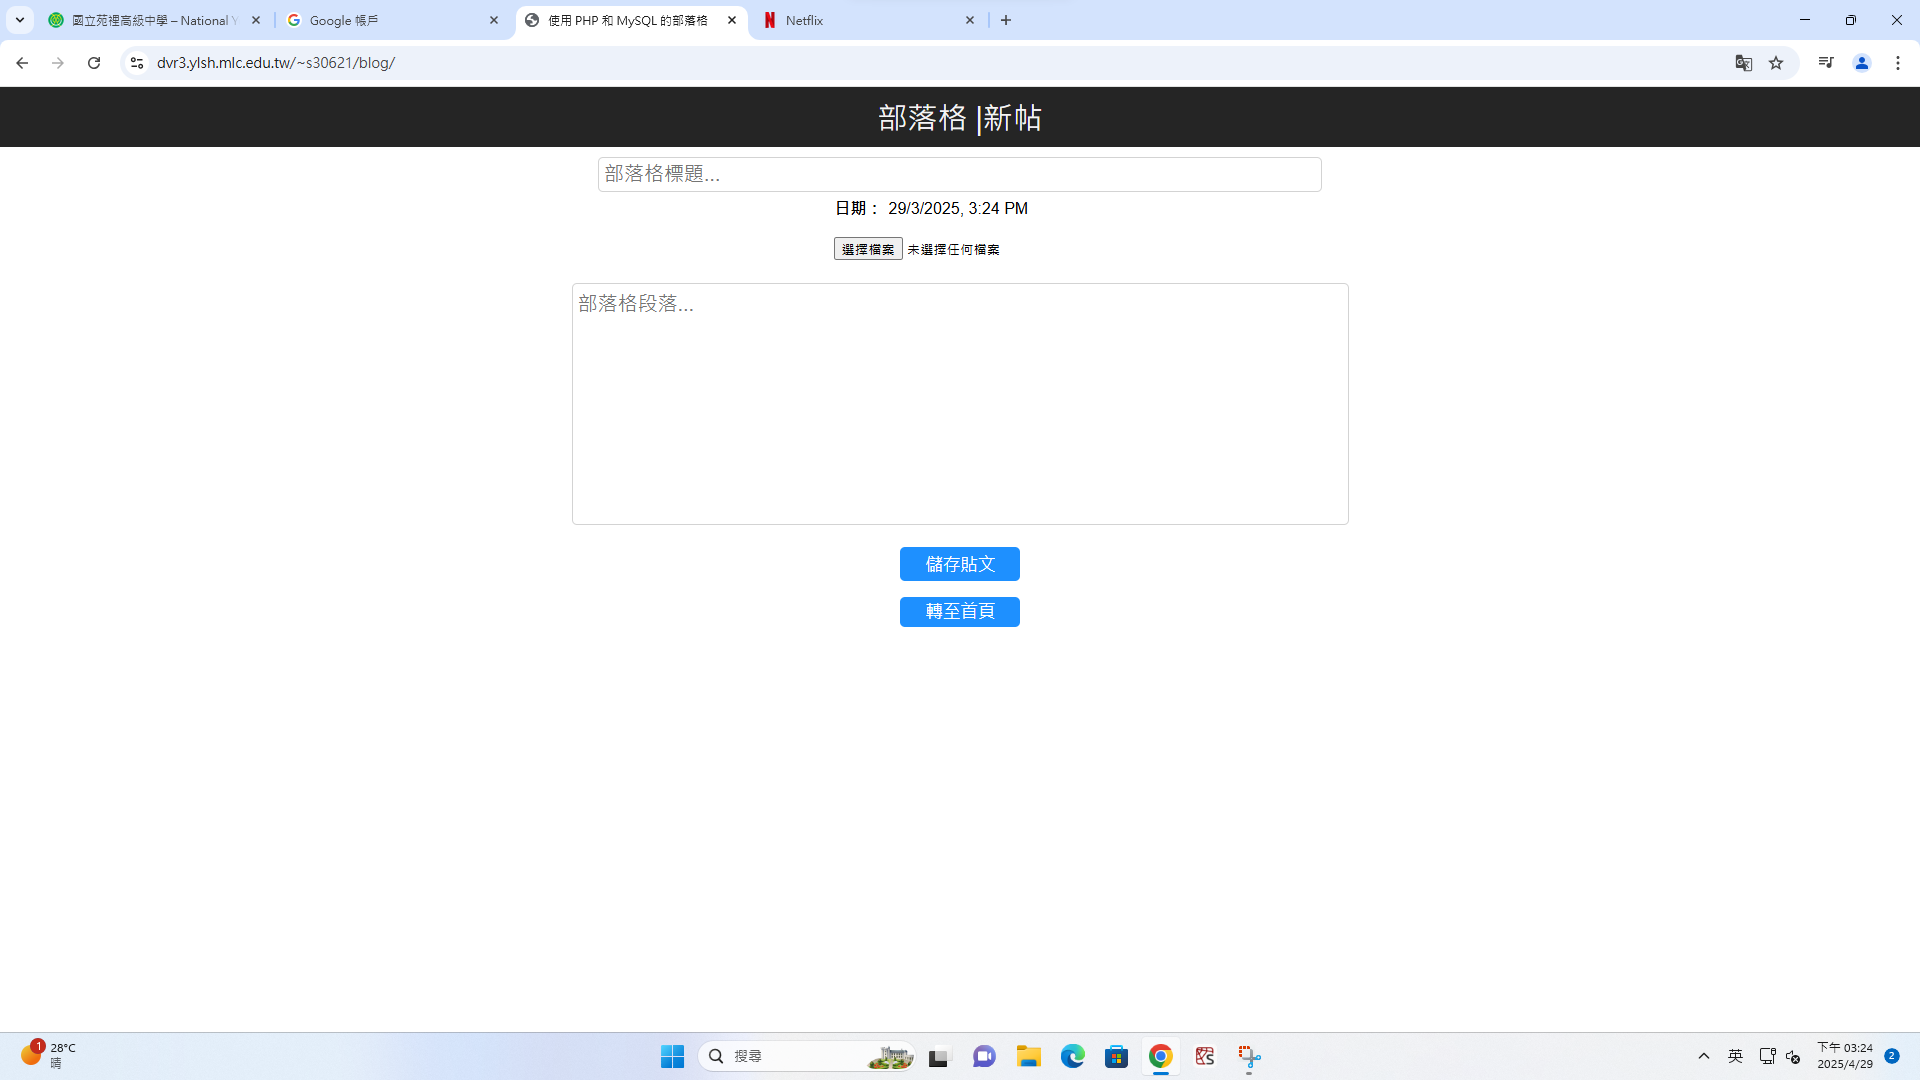 國立苑裡高級中學 – National Y
Google 帳戶
使用 PHP 和 MySQL 的部落格
Netflix
dvr3.ylsh.mlc.edu.tw/~s30621/blog/
部落格 |新帖
部落格標題...
日期： 29/3/2025, 3:24 PM
選擇檔案 未選擇任何檔案
部落格段落...
儲存貼文
轉至首頁
1
28°C
晴
搜尋
英
下午 03:24
2025/4/29
2